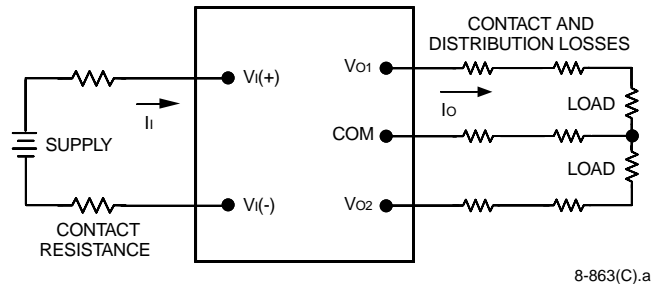 CONTACT AND
DISTRIBUTION LOSSES
VI(+)
VO1
II
IO
LOAD
SUPPLY
COM
LOAD
VI(-)
VO2
CONTACT
RESISTANCE
8-863(C).a